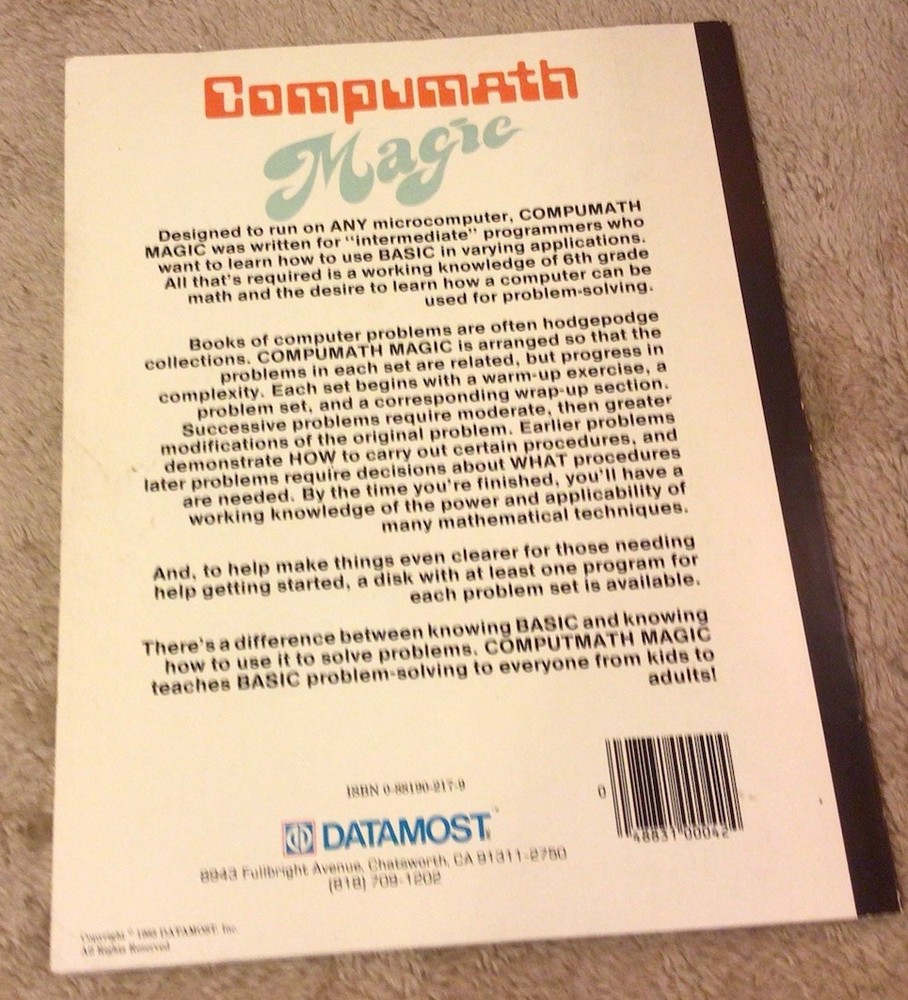 Compumath
Magic
Designed to run on ANY microcomputer, COMPUMATH
MAGIC was written for "intermediate" programmers who
want to learn how to use BASIC in varying applications.
All that's required is a working knowledge of 6th grade
math and the desire to learn how a computer can be
used for problem-solving.
Books of computer problems are often hodgepodge
collections. COMPUMATH MAGIC is arranged so that the
problems in each set are related, but progress in
complexity. Each set begins with a warm-up exercise, a
problem set, and a corresponding wrap-up section.
Successive problems require moderate, then greater
modifications of the original problem. Earlier problems
demonstrate HOW to carry out certain procedures, and
later problems require decisions about WHAT procedures
are needed. By the time you're finished, you'll have a
working knowledge of the power and applicability of
many mathematical techniques.
And, to help make things even clearer for those needing
help getting started, a disk with at least one program for
each problem set is available.
There's a difference between knowing BASIC and knowing
how to use it to solve problems. COMPUTMATH MAGIC
teaches BASIC problem-solving to everyone from kids to
adults!
ISBN 0-88190-217-9
DATAMOST™
8943 Fullbright Avenue, Chatsworth, CA 91311-2750
(818) 709-1202
0 48831 00042
Copyright © DATAMOST, Inc.
All Rights Reserved